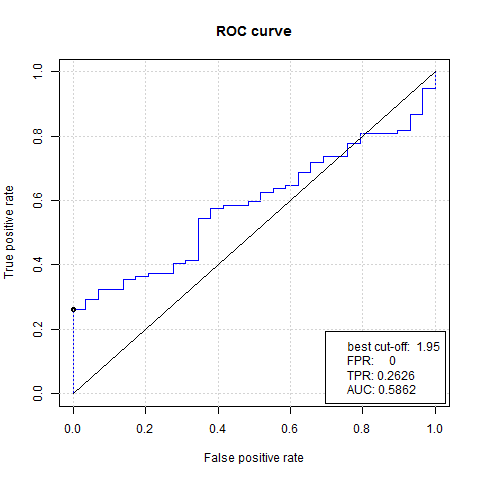 ROC curve
True positive rate
1.0
0.8
0.6
0.4
0.2
0.0
best cut-off: 1.95
FPR: 0
TPR: 0.2626
AUC: 0.5862
0.0 0.2 0.4 0.6 0.8 1.0
False positive rate